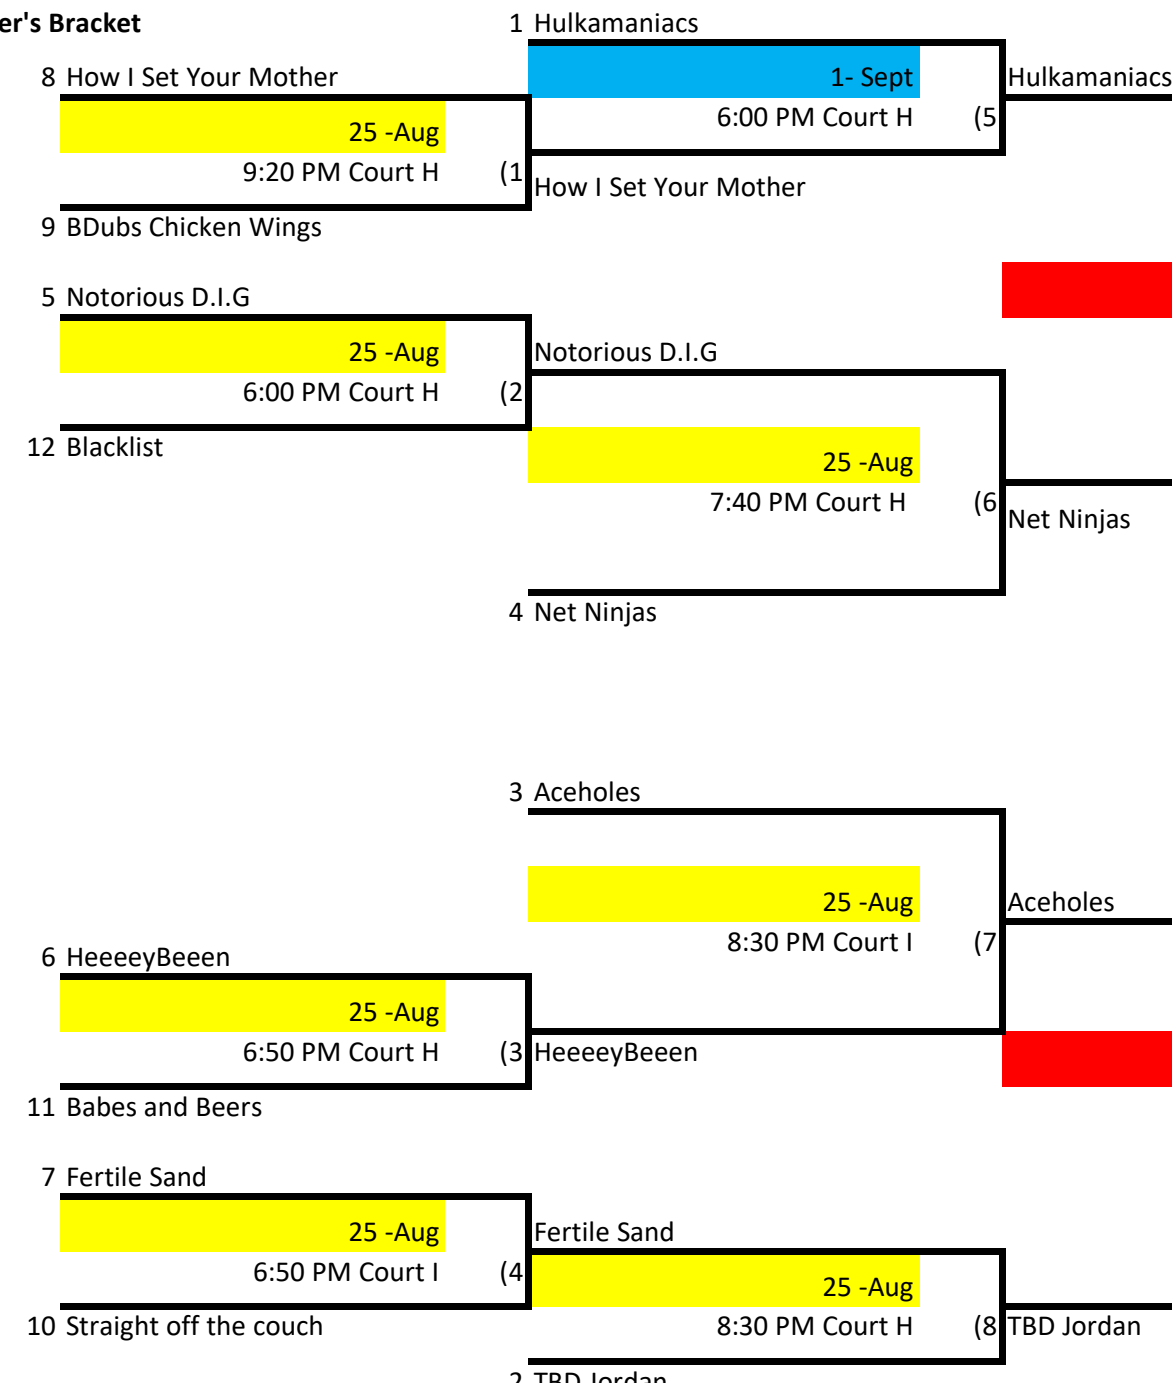 er's Bracket
1 Hulkamaniacs
8 How I Set Your Mother
1- Sept
Hulkamaniacs
6:00 PM Court H (5
25 -Aug
9:20 PM Court H (1
How I Set Your Mother
9 BDubs Chicken Wings
5 Notorious D.I.G
25 -Aug
Notorious D.I.G
6:00 PM Court H (2
12 Blacklist
25 -Aug
7:40 PM Court H (6
Net Ninjas
4 Net Ninjas
3 Aceholes
25 -Aug
Aceholes
8:30 PM Court I (7
6 HeeeeyBeeen
25 -Aug
6:50 PM Court H (3
HeeeeyBeeen
11 Babes and Beers
7 Fertile Sand
25 -Aug
Fertile Sand
6:50 PM Court I (4
25 -Aug
10 Straight off the couch
8:30 PM Court H (8
TBD Jordan
2 TBD Jordan